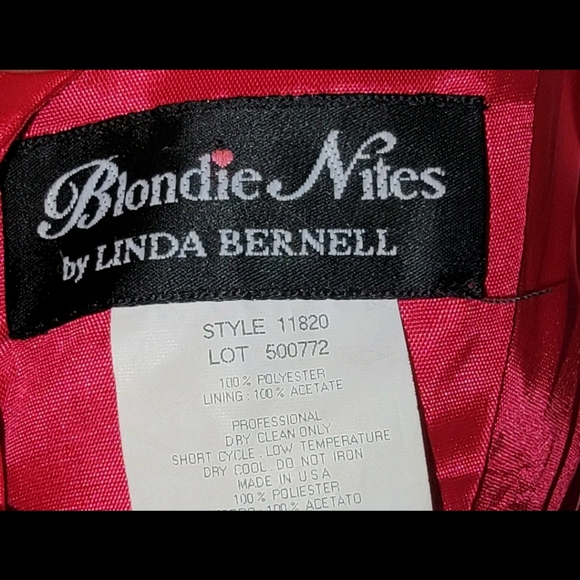 Blondie Nites
by LINDA BERNELL
STYLE 11820
LOT 500772
100% POLYESTER
LINING: 100% ACETATE
PROFESSIONAL
DRY CLEAN ONLY
SHORT CYCLE. LOW TEMPERATURE
DRY COOL. DO NOT IRON
MADE IN U.S.A
100% POLIESTER
100% ACETATO